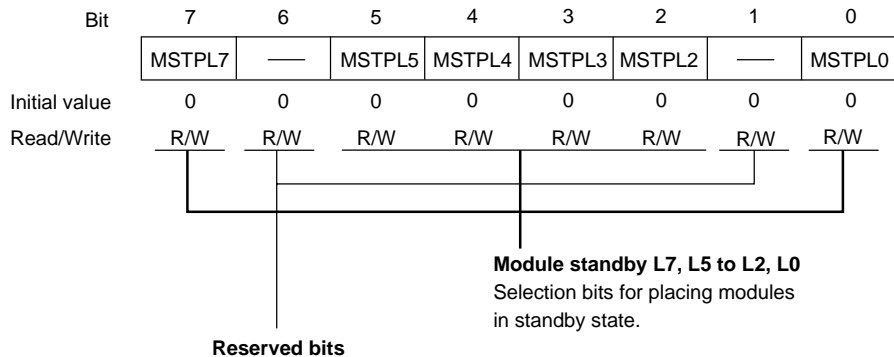 Bit 7 6 5 4 3 2 1 0
MSTPL7 — MSTPL5 MSTPL4 MSTPL3 MSTPL2 — MSTPL0
Initial value 0 0 0 0 0 0 0 0
Read/Write R/W R/W R/W R/W R/W R/W R/W R/W
Module standby L7, L5 to L2, L0
Selection bits for placing modules
in standby state.
Reserved bits